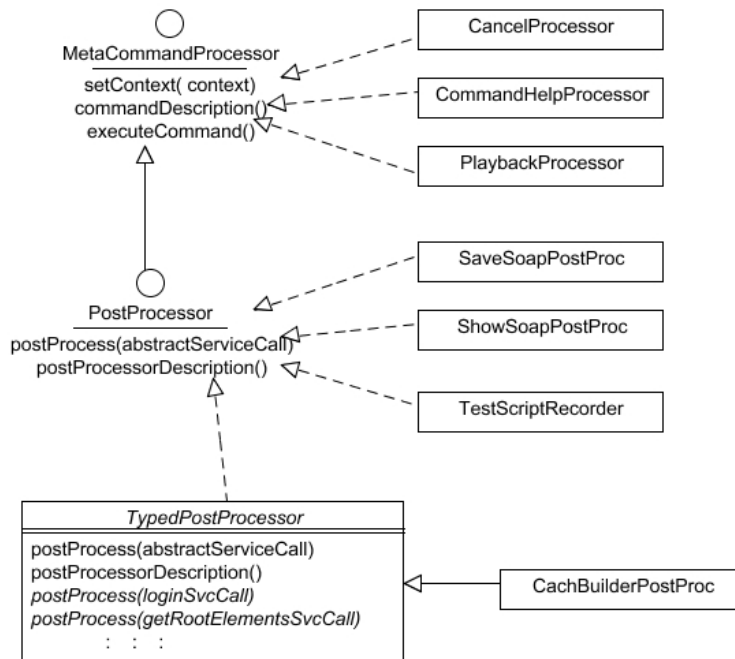 MetaCommandProcessor
setContext( context)
commandDescription()
executeCommand()
CancelProcessor
CommandHelpProcessor
PlaybackProcessor
PostProcessor
postProcess(abstractServiceCall)
postProcessorDescription()
SaveSoapPostProc
ShowSoapPostProc
TestScriptRecorder
TypedPostProcessor
postProcess(abstractServiceCall)
postProcessorDescription()
postProcess(loginSvcCall)
postProcess(getRootElementsSvcCall)
: : :
CachBuilderPostProc